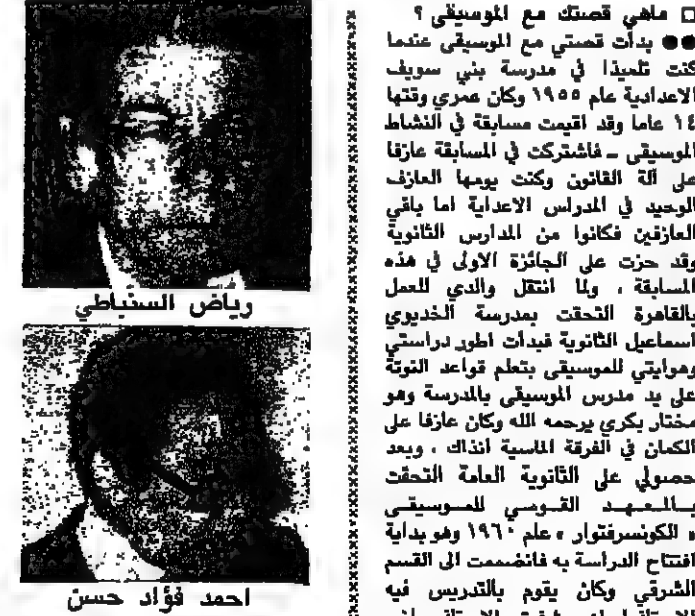 □ ماهي قصتك مع الموسيقى ؟
●● بدأت قصتي مع الموسيقى عندما
كنت تلميذا في مدرسة بني سويف
الاعدادية عام ١٩٥٥ وكان عمري وقتها
١٤ عاما وقد اقيمت مسابقة في النشاط
الموسيقى ــ فاشتركت في المسابقة عازفا
على آلة القانون وكنت يومها العازف
الوحيد في المدارس الاعداية اما باقي
العازفين فكانوا من المدارس الثانوية
وقد حزت على الجائزة الاولى في هذه
المسابقة ، ولما انتقل والدي للعمل
بالقاهرة التحقت بمدرسة الخديوي
اسماعيل الثانوية فبدأت اطور دراستي
وهوايتي للموسيقى بتعلم قواعد النوتة
على يد مدرس الموسيقى بالمدرسة وهو
مختار بكري يرحمه الله وكان عازفا على
الكمان في الفرقة الماسية انذاك ، وبعد
حصولي على الثانوية العامة التحقت
بالمعهد القومي للموسيقى
« الكونسرفتوار » عام ١٩٦٠ وهو بداية
افتتاح الدراسة به فانضممت الى القسم
الشرقي وكان يقوم بالتدريس فيه
رياض السنباطي
احمد فؤاد حسن